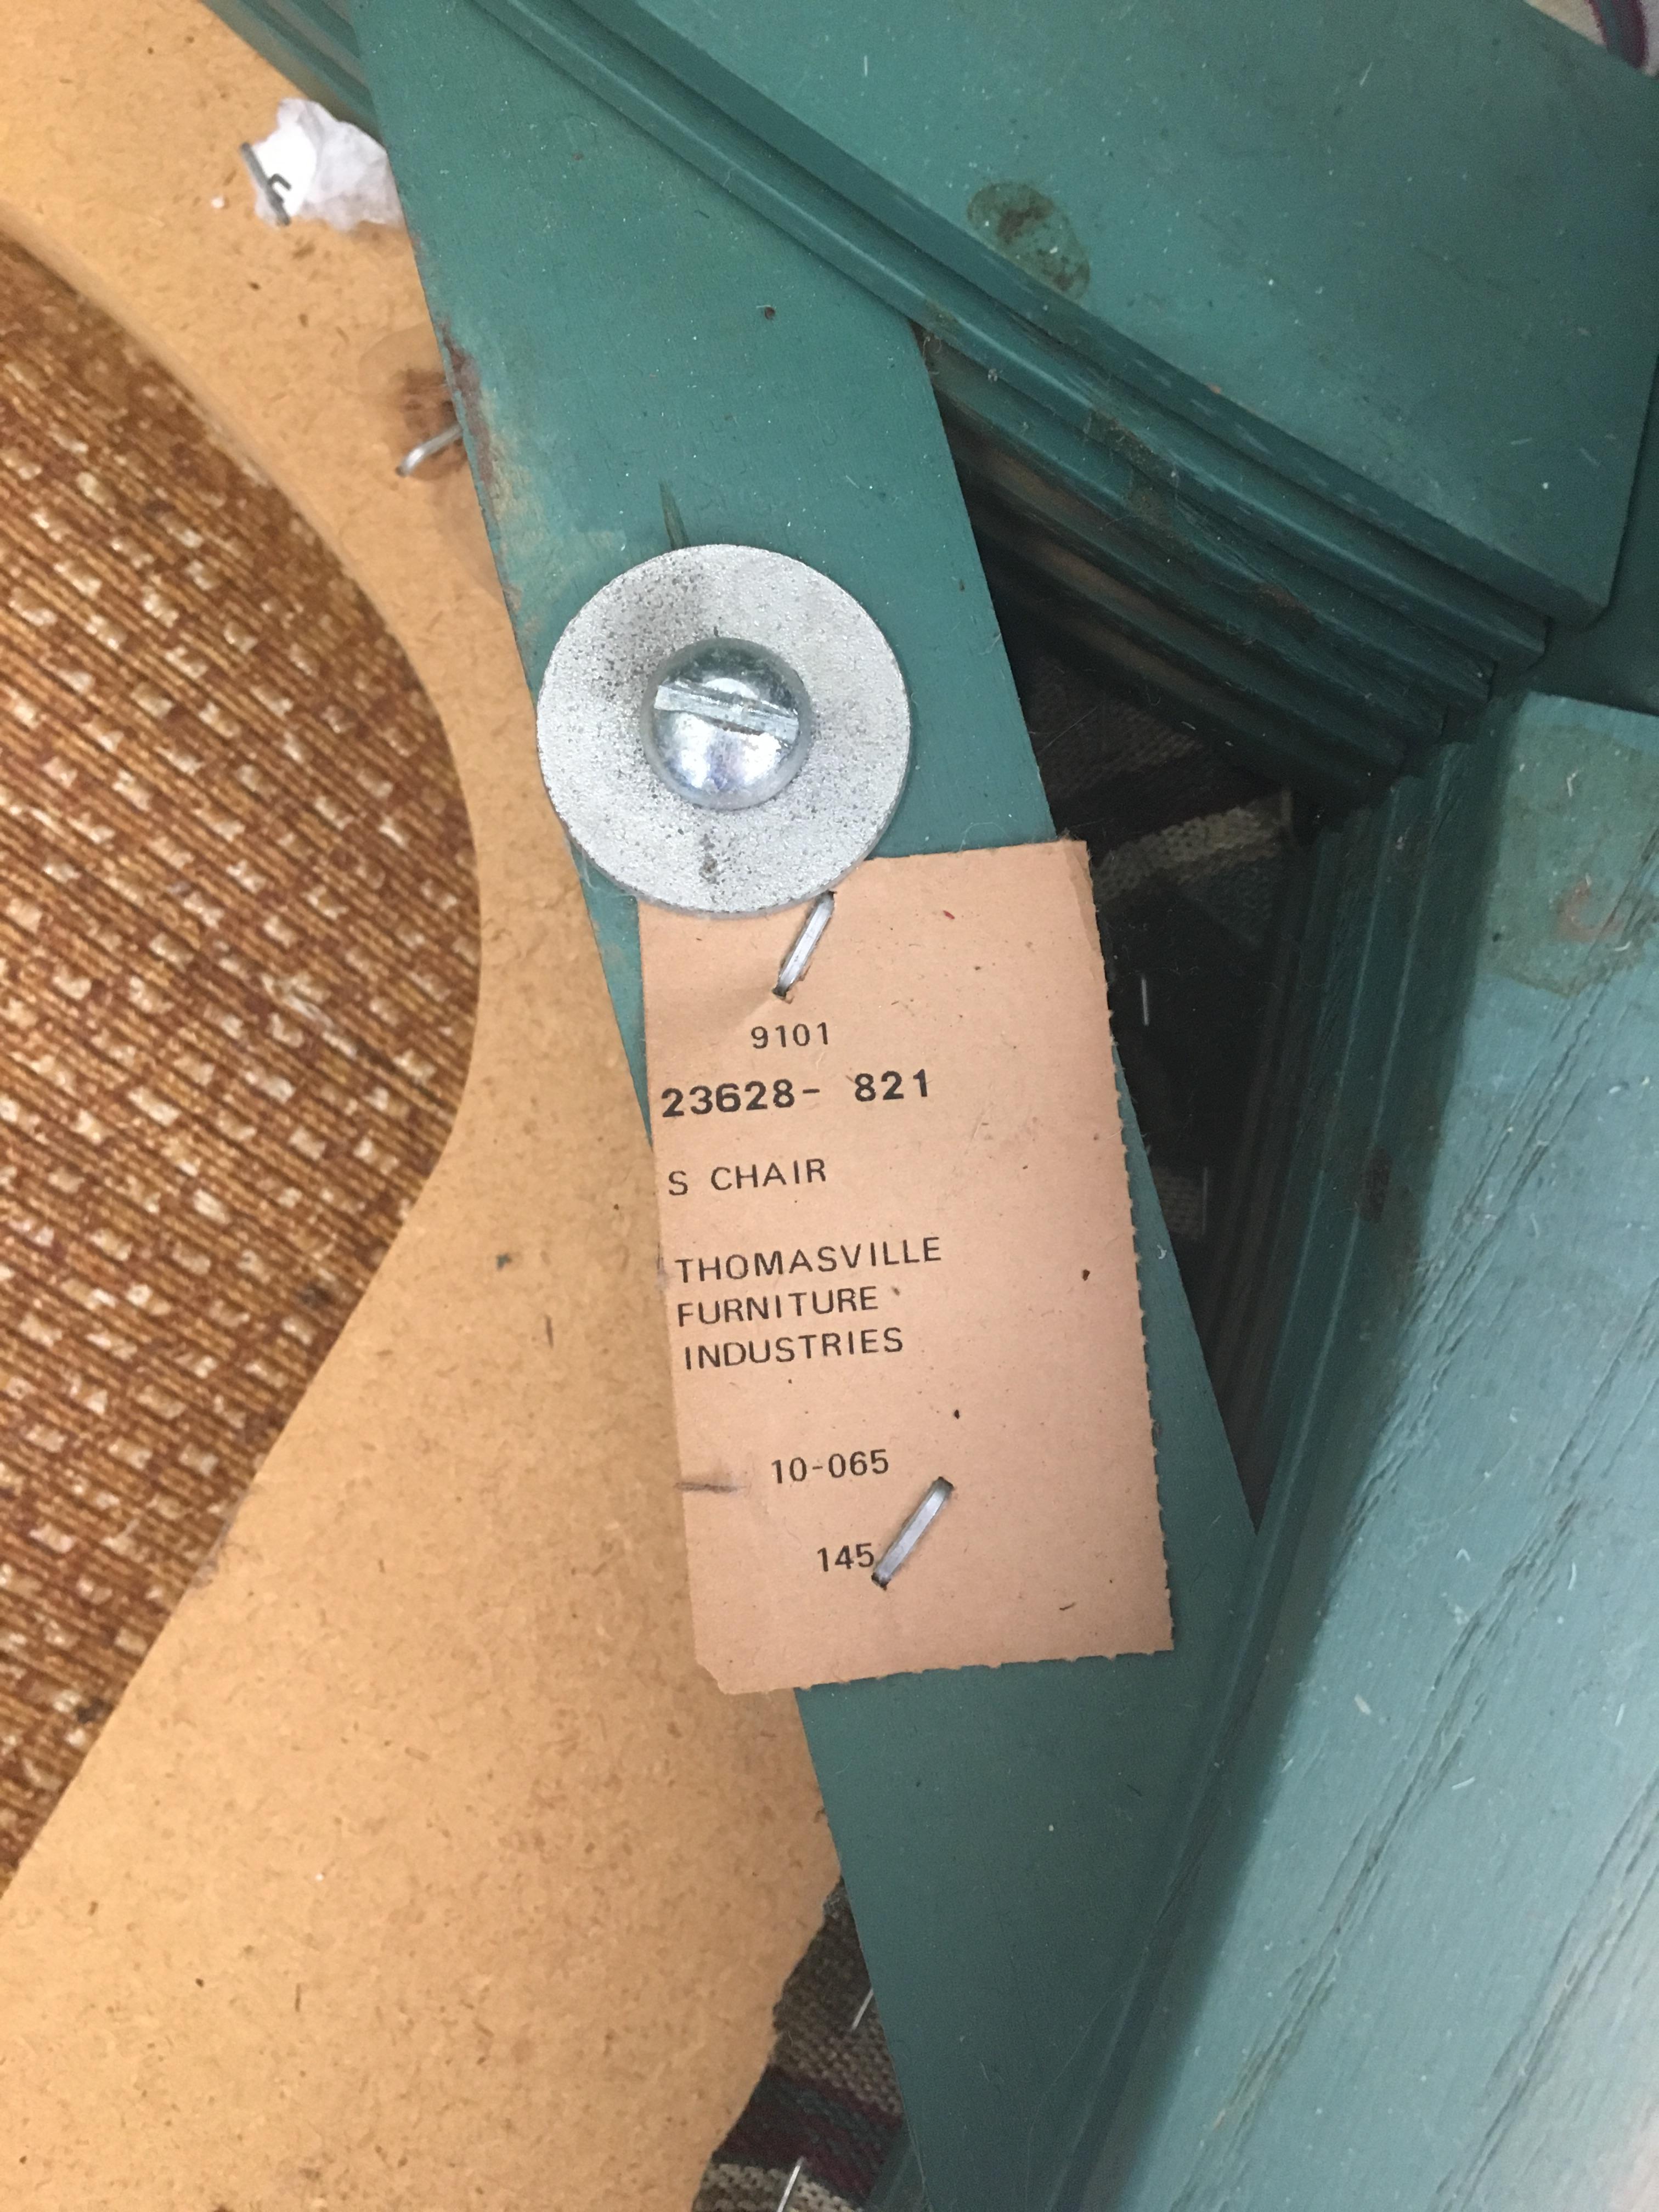 9101
23628- 821
S CHAIR
THOMASVILLE
FURNITURE
INDUSTRIES
10-065
145